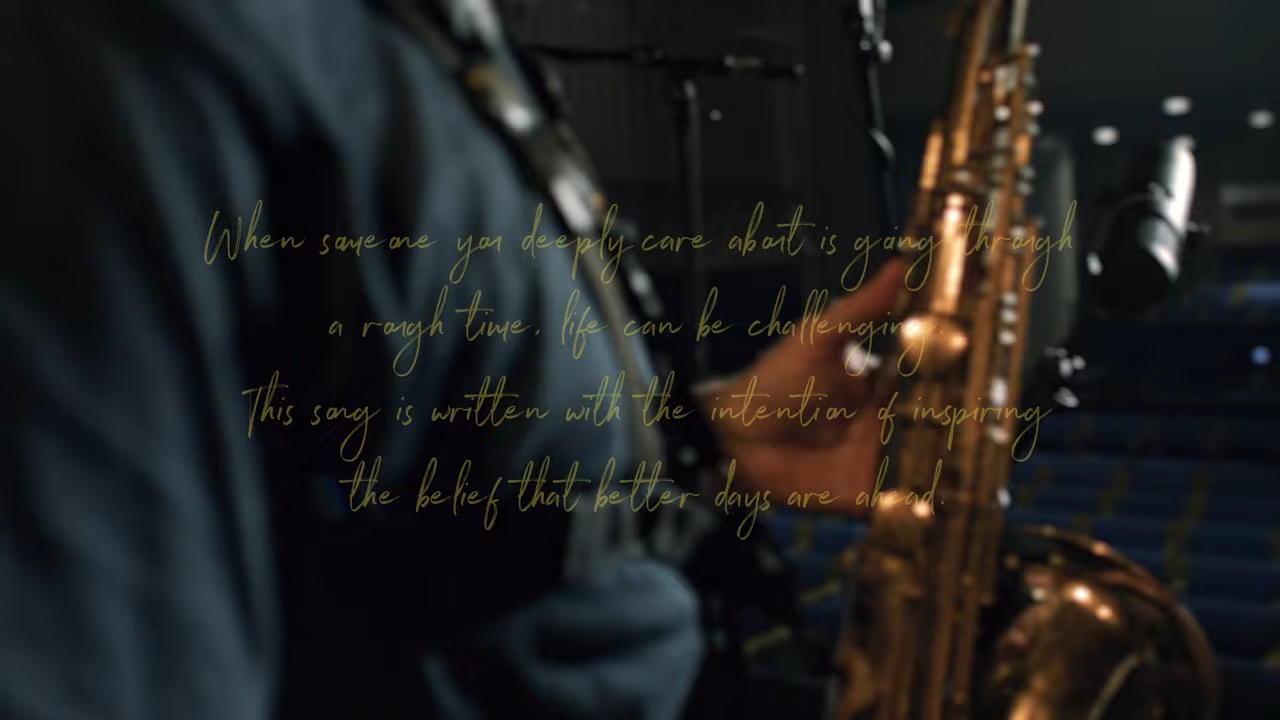 When someone you deeply care about is going through
a rough time, life can be challenging.
This song is written with the intention of inspiring
the belief that better days are ahead.